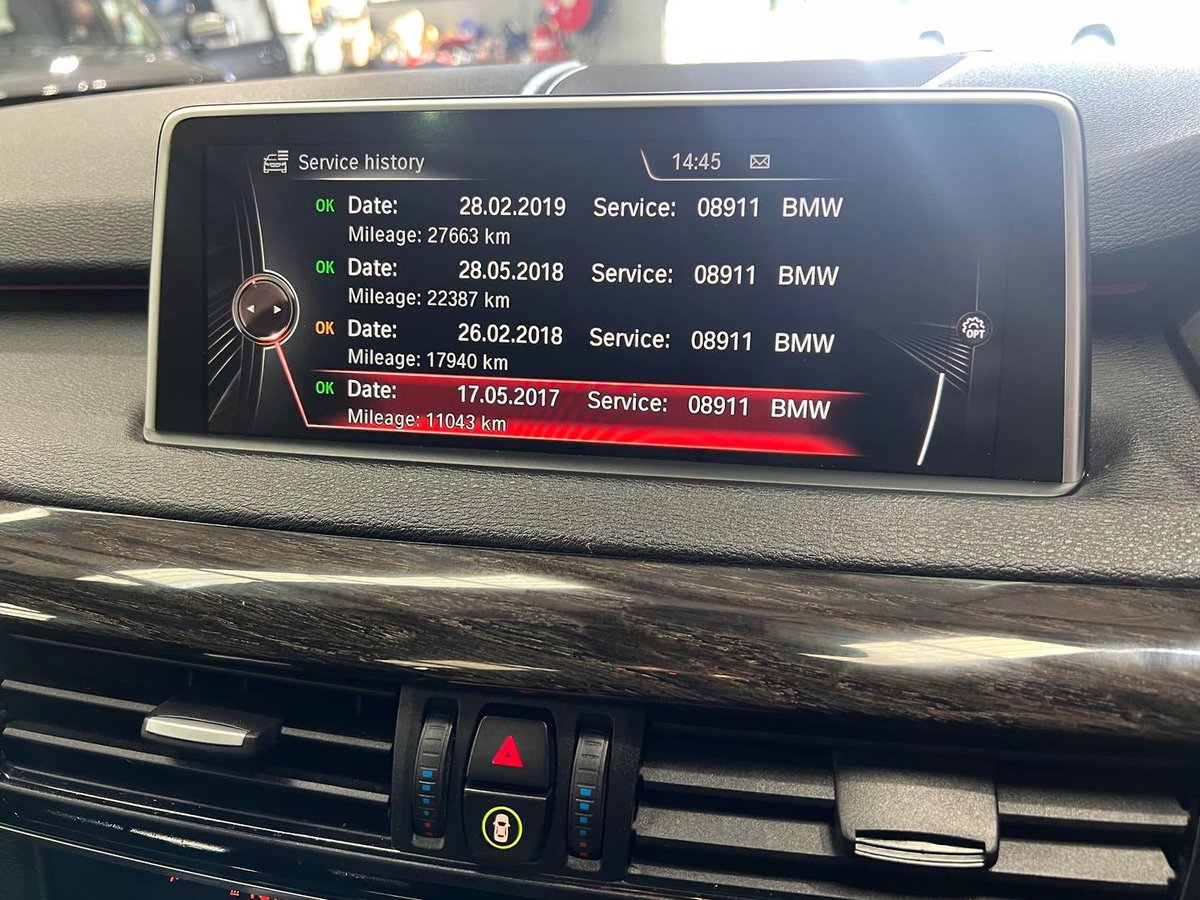 Service history 14:45
OK Date: 28.02.2019 Service: 08911 BMW
Mileage: 27663 km
OK Date: 28.05.2018 Service: 08911 BMW
Mileage: 22387 km
OK Date: 26.02.2018 Service: 08911 BMW
Mileage: 17940 km
OK Date: 17.05.2017 Service: 08911 BMW
Mileage: 11043 km
OPT